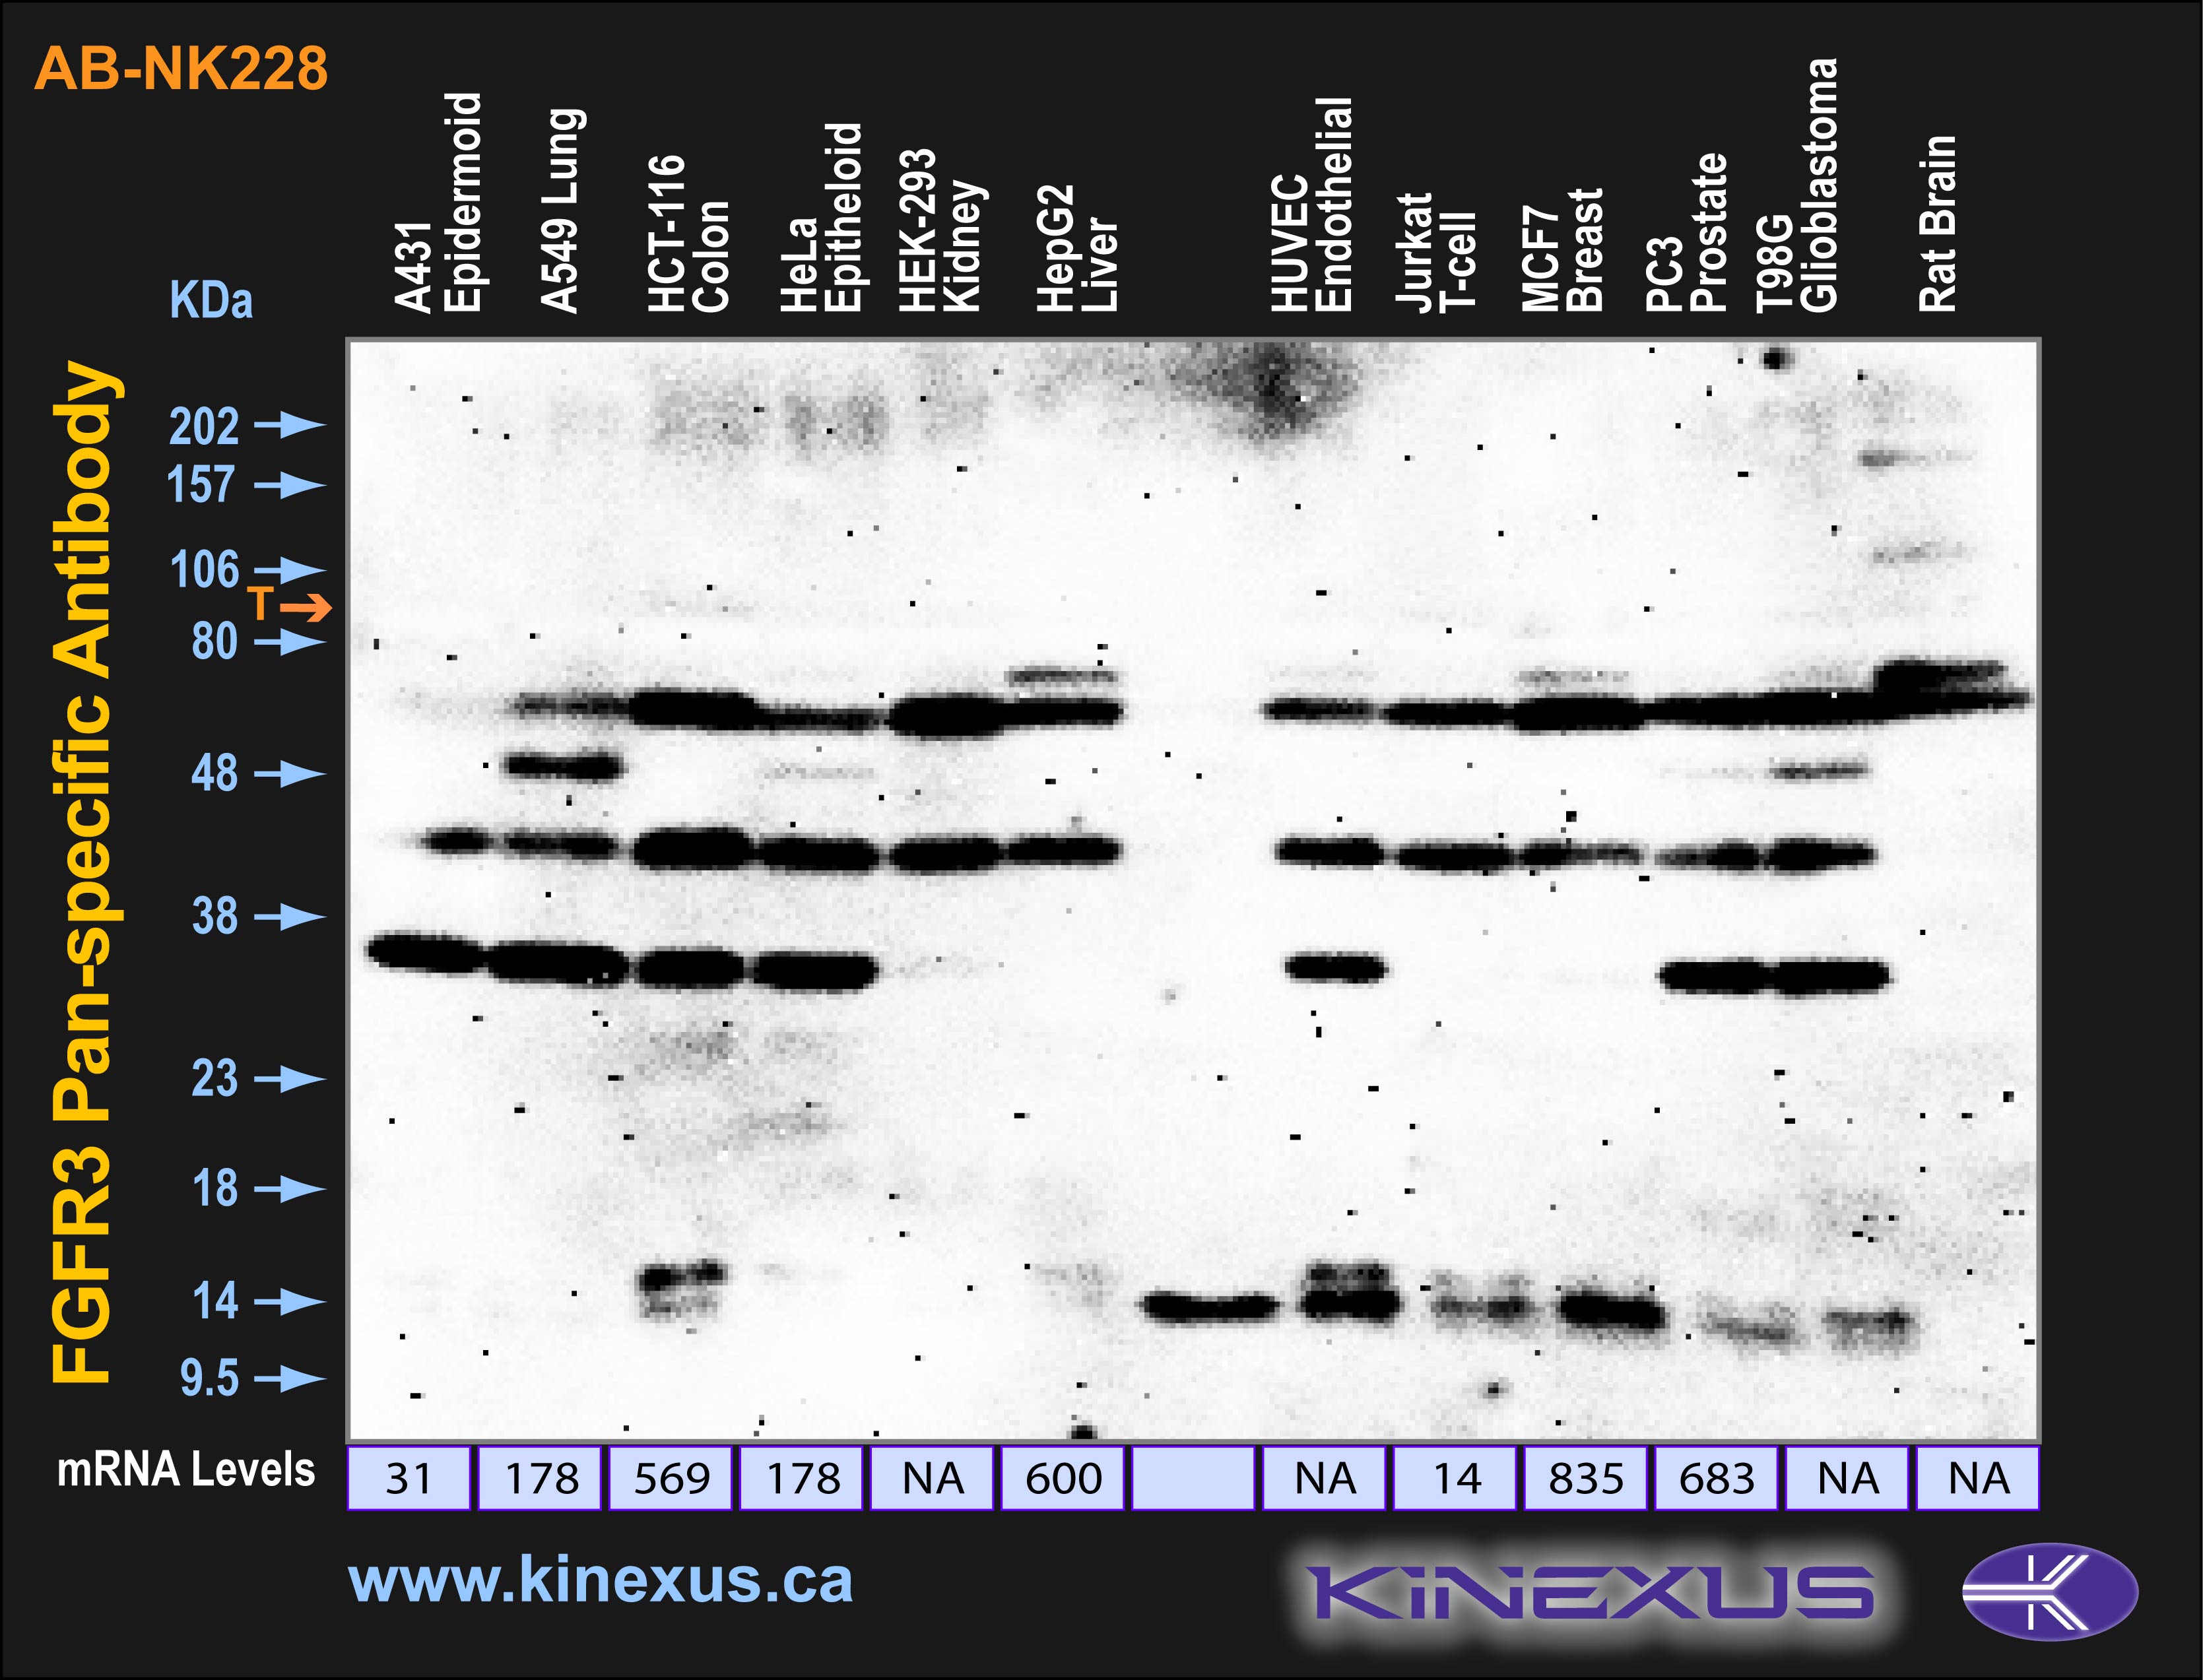 AB-NK228
A431
Epidermoid
A549 Lung
HCT-116
Colon
HeLa
Epitheloid
HEK-293
Kidney
HepG2
Liver
HUVEC
Endothelial
Jurkat
T-cell
MCF7
Breast
PC3
Prostate
T98G
Glioblastoma
Rat Brain
KDa
FGFR3 Pan-specific Antibody
202
157
106
T
80
48
38
23
18
14
9.5
mRNA Levels 31 178 569 178 NA 600 NA 14 835 683 NA NA
www.kinexus.ca
KiNEXUS
K